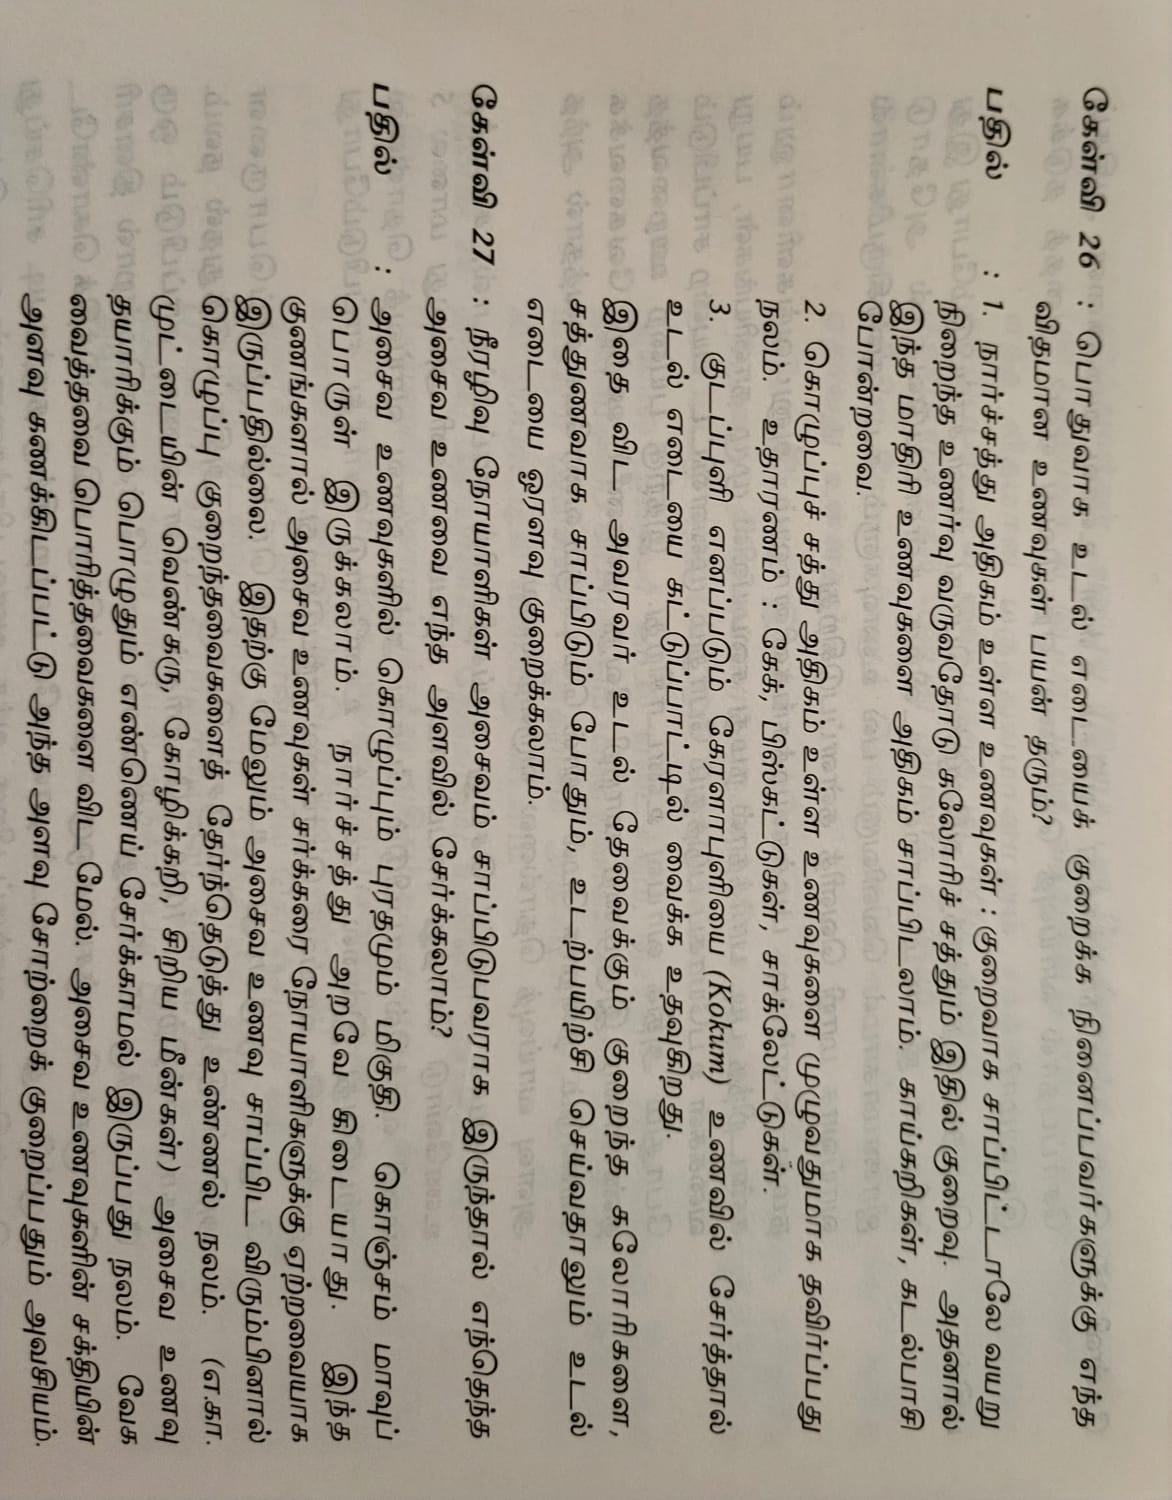 கேள்வி 26 : பொதுவாக உடல் எடையைக் குறைக்க நினைப்பவர்களுக்கு எந்த
விதமான உணவுகள் பயன் தரும்?
பதில் : 1. நார்ச்சத்து அதிகம் உள்ள உணவுகள் : குறைவாக சாப்பிட்டாலே வயறு
நிறைந்த உணர்வு வருவதோடு கலோரிச் சத்தும் இதில் குறைவு. அதனால்
இந்த மாதிரி உணவுகளை அதிகம் சாப்பிடலாம். காய்கறிகள், கடல்பாசி
போன்றவை.
2. கொழுப்புச் சத்து அதிகம் உள்ள உணவுகளை முழுவதுமாக தவிர்ப்பது
நலம். உதாரணம் : கேக், பிஸ்கட்டுகள், சாக்லேட்டுகள்.
3. குடப்புளி எனப்படும் கேரளாபுளியை (Kokum) உணவில் சேர்த்தால்
உடல் எடையை கட்டுப்பாட்டில் வைக்க உதவுகிறது.
இதை விட அவரவர் உடல் தேவைக்கும் குறைந்த கலோரிகளை,
சத்துணவாக சாப்பிடும் போதும், உடற்பயிற்சி செய்வதாலும் உடல்
எடையை ஓரளவு குறைக்கலாம்.
கேள்வி 27 : நீரழிவு நோயாளிகள் அசைவம் சாப்பிடுபவராக இருந்தால் எந்தெந்த
அசைவ உணவை எந்த அளவில் சேர்க்கலாம்?
பதில் : அசைவ உணவுகளில் கொழுப்பும் புரதமும் மிகுதி. கொஞ்சம் மாவுப்
பொருள் இருக்கலாம். நார்ச்சத்து அறவே கிடையாது. இந்த
குணங்களால் அசைவ உணவுகள் சர்க்கரை நோயாளிகளுக்கு ஏற்றவையாக
இருப்பதில்லை. இதற்கு மேலும் அசைவ உணவு சாப்பிட விரும்பினால்
கொழுப்பு குறைந்தவைகளைத் தேர்ந்தெடுத்து உண்ணல் நலம். (எ.கா.
முட்டையின் வெண்கரு, கோழிக்கறி, சிறிய மீன்கள்) அசைவ உணவு
தயாரிக்கும் பொழுதும் எண்ணெய் சேர்க்காமல் இருப்பது நலம். வேக
வைத்தவை பொரித்தவைகளை விட மேல். அசைவ உணவுகளின் சக்தியின்
அளவு கணக்கிடப்பட்டு அந்த அளவு சோற்றைக் குறைப்பதும் அவசியம்.